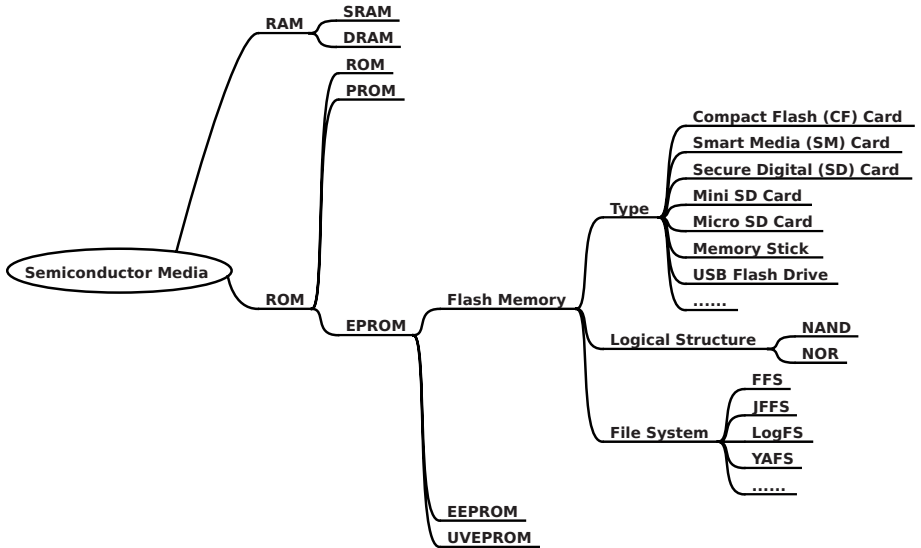 Semiconductor Media
RAM
SRAM
DRAM
ROM
ROM
PROM
EPROM
Flash Memory
Type
Compact Flash (CF) Card
Smart Media (SM) Card
Secure Digital (SD) Card
Mini SD Card
Micro SD Card
Memory Stick
USB Flash Drive
......
Logical Structure
NAND
NOR
File System
FFS
JFFS
LogFS
YAFS
......
EEPROM
UVEPROM